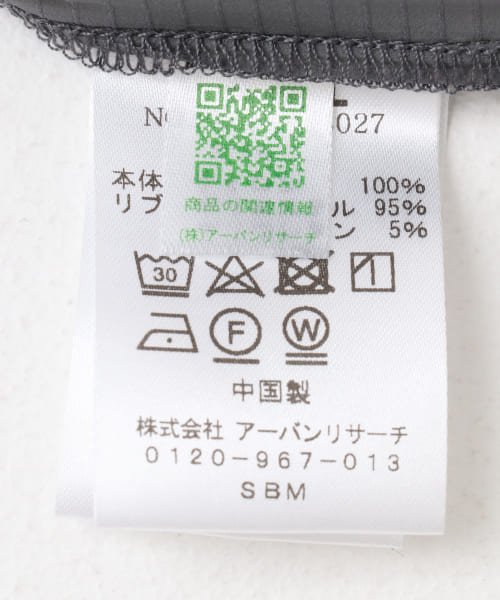 027
商品の関連情報
(株)アーバンリサーチ
本体 100%
リブ ル 95%
ン 5%
30
F W
中国製
株式会社 アーバンリサーチ
0120-967-013
SBM